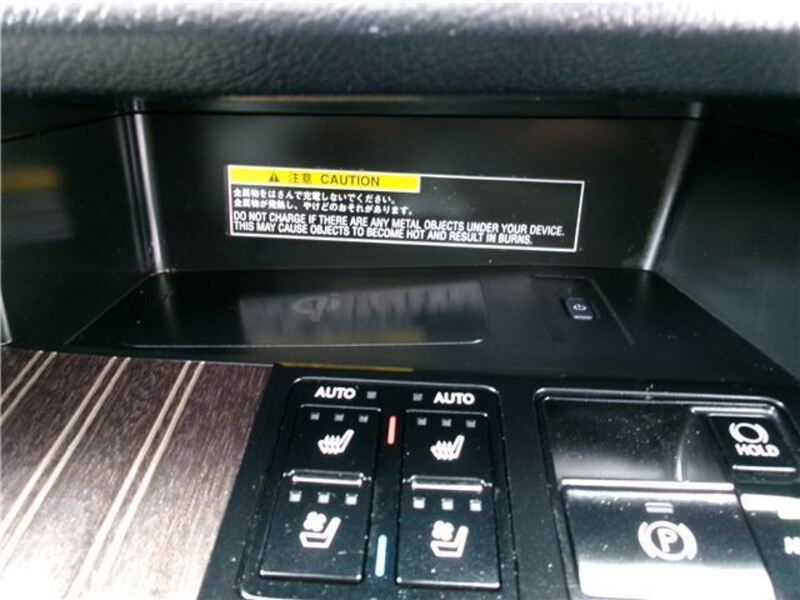 注意 CAUTION
金属物をはさんで充電しないでください。
金属物が発熱し、やけどのおそれがあります。
DO NOT CHARGE IF THERE ARE ANY METAL OBJECTS UNDER YOUR DEVICE.
THIS MAY CAUSE OBJECTS TO BECOME HOT AND RESULT IN BURNS.
AUTO AUTO
HOLD
P